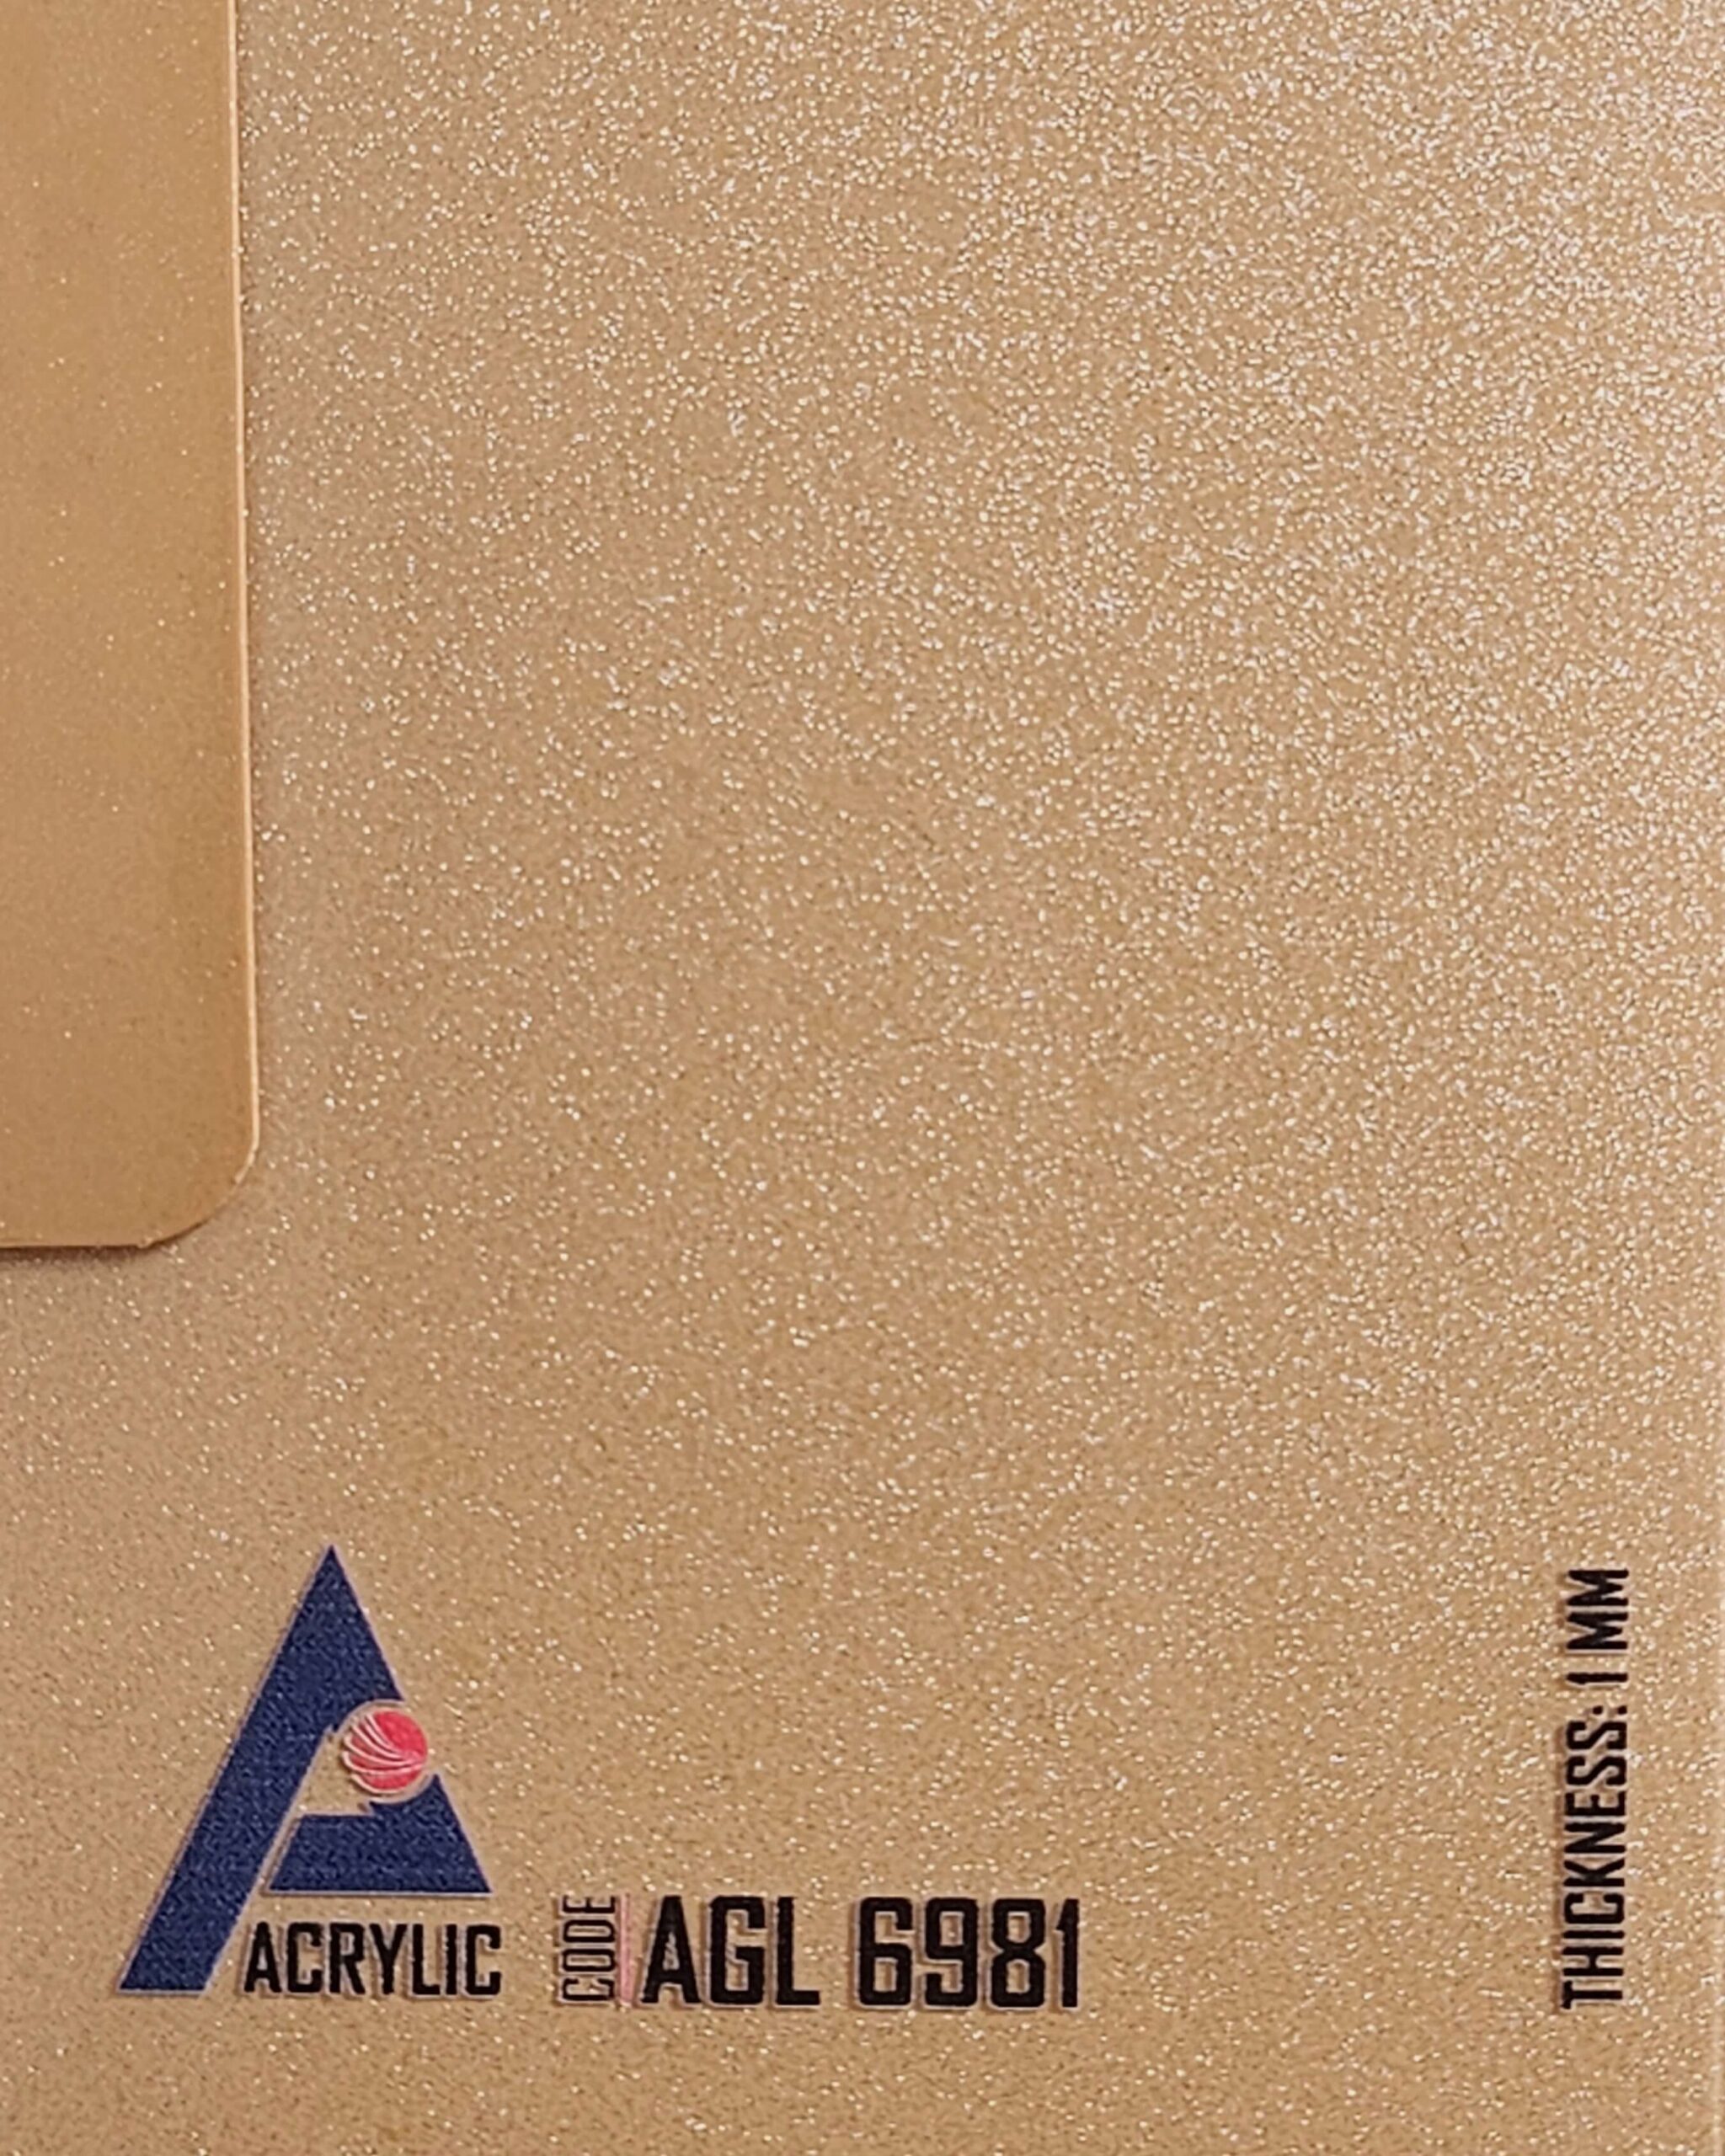 ACRYLIC
CODE
AGL 6981
THICKNESS: 1 MM